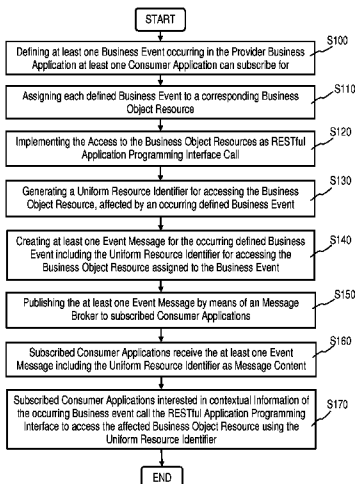 START
S100
Defining at least one Business Event occurring in the Provider Business
Application at least one Consumer Application can subscribe for
S110
Assigning each defined Business Event to a corresponding Business
Object Resource
S120
Implementing the Access to the Business Object Resources as RESTful
Application Programming Interface Call
S130
Generating a Uniform Resource Identifier for accessing the Business
Object Resource, affected by an occurring defined Business Event
S140
Creating at least one Event Message for the occurring defined Business
Event including the Uniform Resource Identifier for accessing the
Business Object Resource assigned to the Business Event
S150
Publishing the at least one Event Message by means of an Message
Broker to subscribed Consumer Applications
S160
Subscribed Consumer Applications receive the at least one Event
Message including the Uniform Resource Identifier as Message Content
S170
Subscribed Consumer Applications interested in contextual Information of
the occurring Business event call the RESTful Application Programming
Interface to access the affected Business Object Resource using the
Uniform Resource Identifier
END